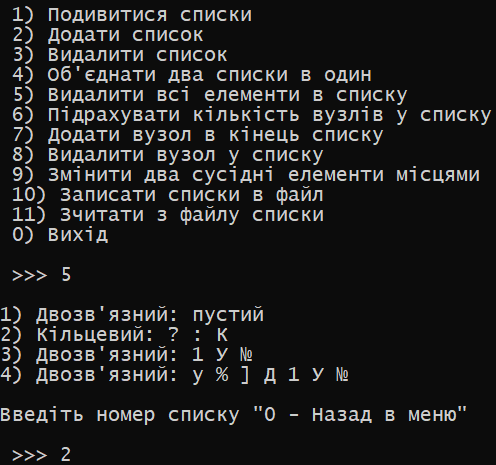 1) Подивитися списки
2) Додати список
3) Видалити список
4) Об'єднати два списки в один
5) Видалити всі елементи в списку
6) Підрахувати кількість вузлів у списку
7) Додати вузол в кінець списку
8) Видалити вузол у списку
9) Змінити два сусідні елементи місцями
10) Записати списки в файл
11) Зчитати з файлу списки
0) Вихід
>>> 5
1) Двозв'язний: пустий
2) Кільцевий: ? : К
3) Двозв'язний: 1 У №
4) Двозв'язний: у % ] Д 1 У №
Введіть номер списку "0 - Назад в меню"
>>> 2